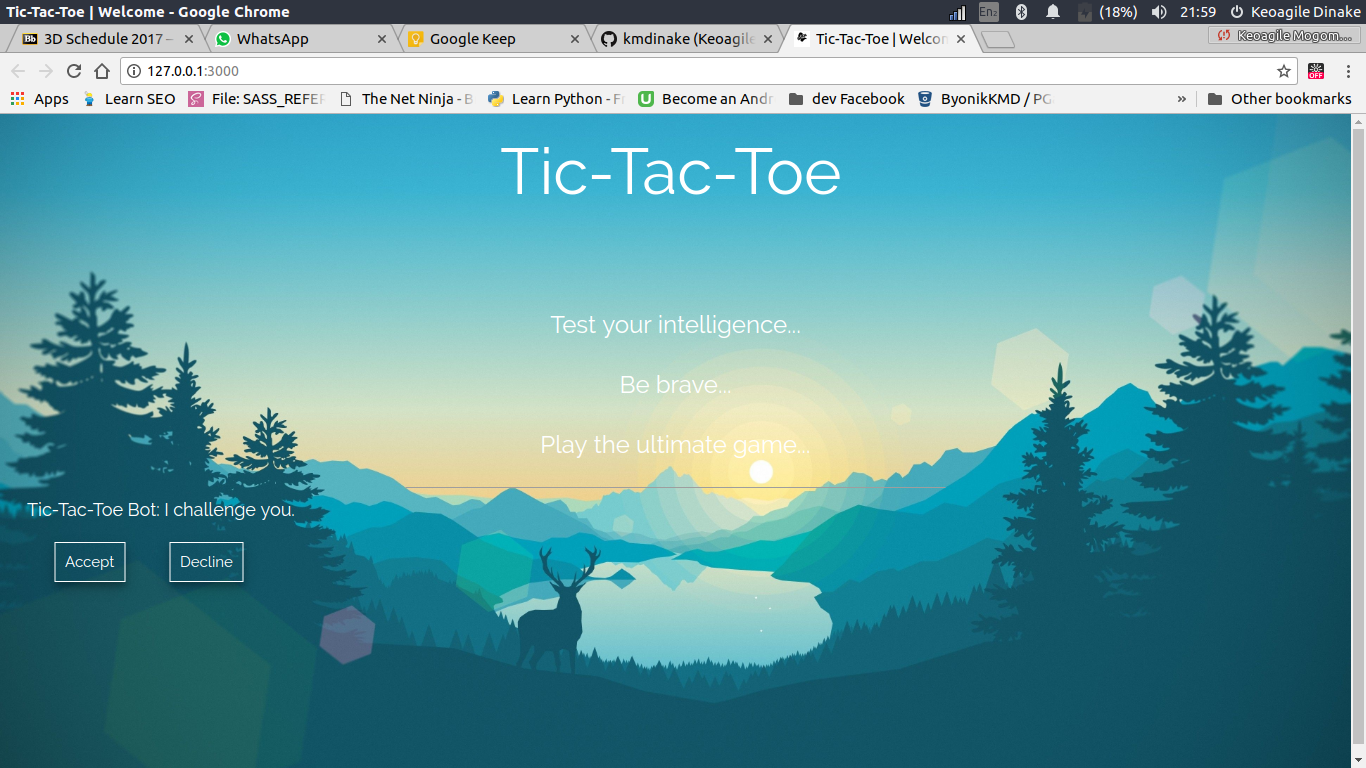 Tic-Tac-Toe | Welcome - Google Chrome
En2 (18%) 21:59 Keoagile Dinake
3D Schedule 2017 – WhatsApp Google Keep kmdinake (Keoagile Tic-Tac-Toe | Welcom Keoagile Mogom...
127.0.0.1:3000 OFF
Apps Learn SEO File: SASS_REFER The Net Ninja - B Learn Python - Fr Become an Andr dev Facebook ByonikKMD / PG » Other bookmarks
Tic-Tac-Toe
Test your intelligence...
Be brave...
Play the ultimate game...
Tic-Tac-Toe Bot: I challenge you.
Accept Decline